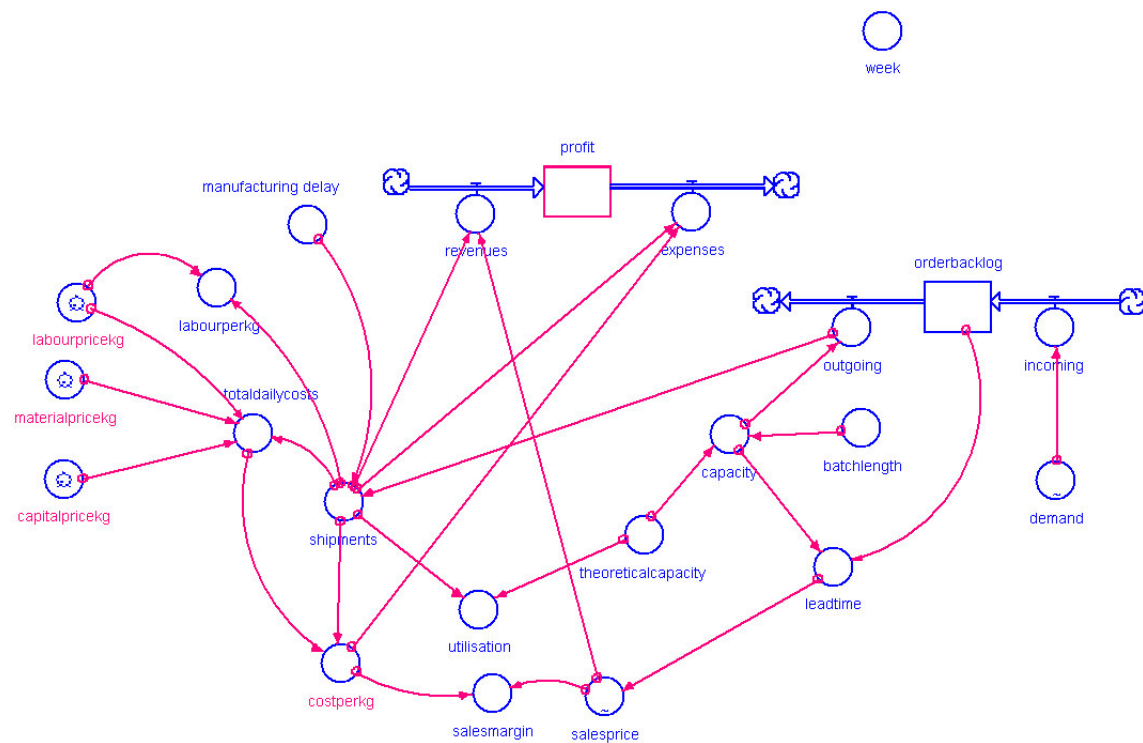 week
profit
manufacturing delay
revenues
expenses
orderbacklog
labourperkg
labourpricekg
outgoing
incoming
totaldailycosts
materialpricekg
capacity
batchlength
capitalpricekg
demand
shipments
theoreticalcapacity
leadtime
utilisation
costperkg
salesmargin
salesprice